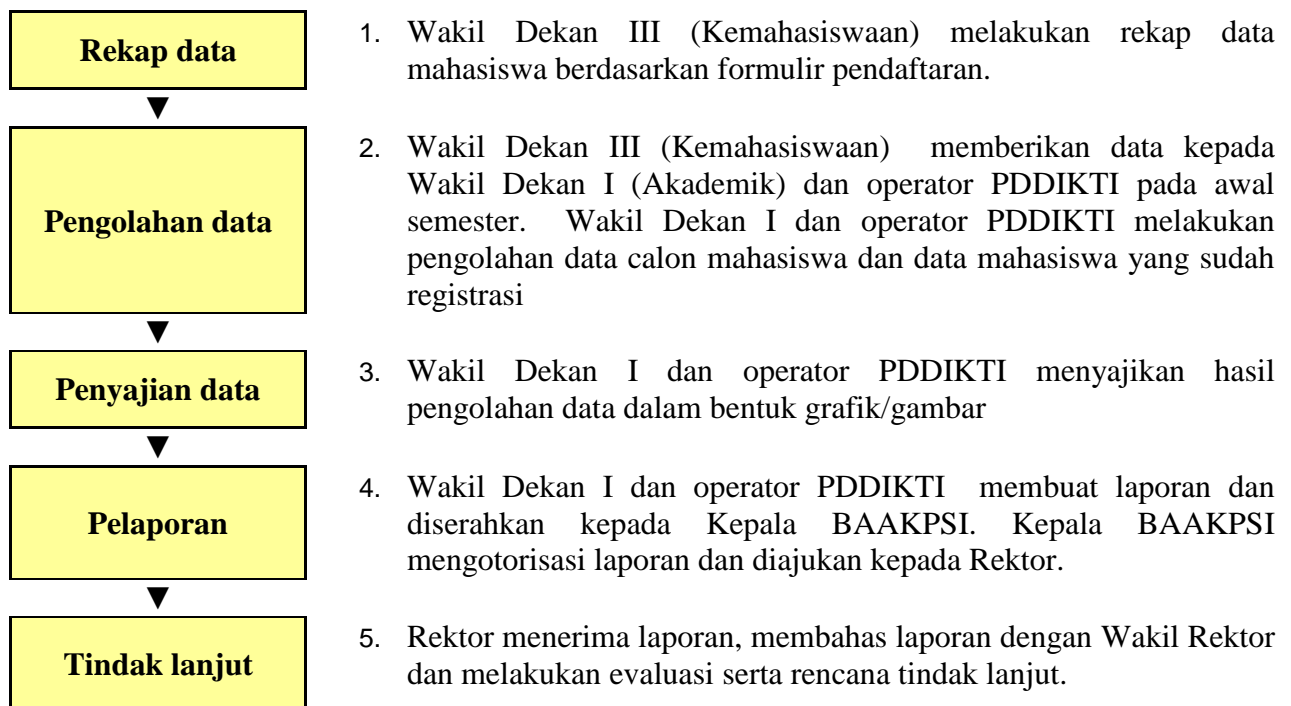 Rekap data
1. Wakil Dekan III (Kemahasiswaan) melakukan rekap data
mahasiswa berdasarkan formulir pendaftaran.
▼
Pengolahan data
2. Wakil Dekan III (Kemahasiswaan) memberikan data kepada
Wakil Dekan I (Akademik) dan operator PDDIKTI pada awal
semester. Wakil Dekan I dan operator PDDIKTI melakukan
pengolahan data calon mahasiswa dan data mahasiswa yang sudah
registrasi
▼
Penyajian data
3. Wakil Dekan I dan operator PDDIKTI menyajikan hasil
pengolahan data dalam bentuk grafik/gambar
▼
Pelaporan
4. Wakil Dekan I dan operator PDDIKTI membuat laporan dan
diserahkan kepada Kepala BAAKPSI. Kepala BAAKPSI
mengotorisasi laporan dan diajukan kepada Rektor.
▼
Tindak lanjut
5. Rektor menerima laporan, membahas laporan dengan Wakil Rektor
dan melakukan evaluasi serta rencana tindak lanjut.